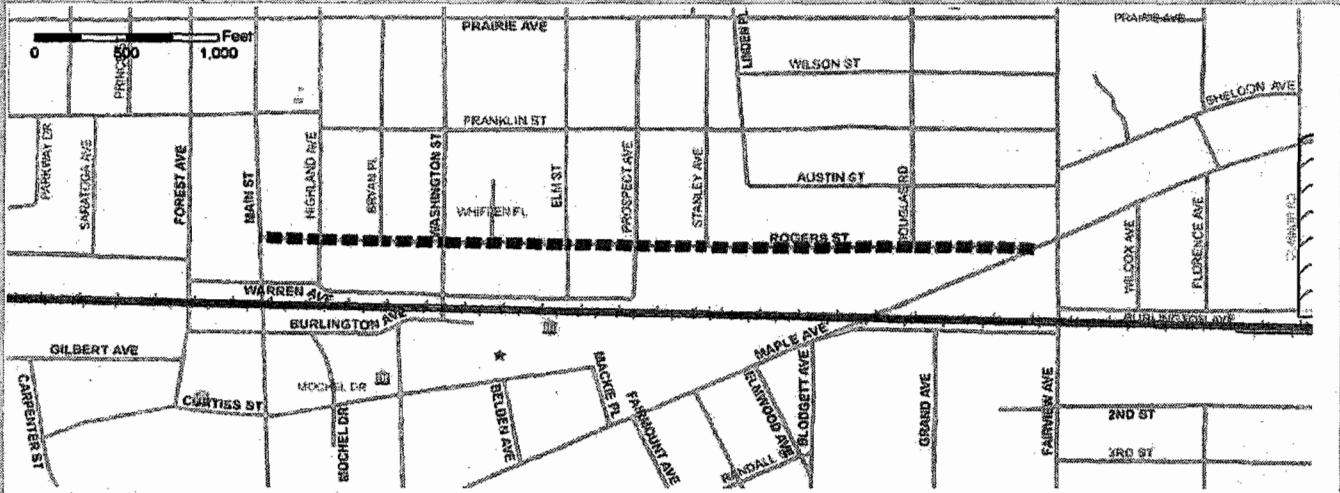 PRAIRIE AVE
PRAIRIE AVE
0 500 1,000 Feet
LINDEN PL
WILSON ST
SHELDON AVE
FRANKLIN ST
PARKWAY DR
SARATOGA AVE
FOREST AVE
MAIN ST
HIGHLAND AVE
BRYAN PL
WASHINGTON ST
ELM ST
PROSPECT AVE
STANLEY AVE
AUSTIN ST
DOUGLAS RD
ROGERS ST
WILCOX AVE
FLORENCE AVE
WARREN AVE
BURLINGTON AVE
BURLINGTON AVE
GILBERT AVE
MAPLE AVE
MOCHEL DR
CURTISS ST
CARPENTER ST
MOCHEL DR
BELDEN AVE
MACKIE PL
FAIRMOUNT AVE
ELMWOOD AVE
BLODGETT AVE
RANDALL
GRAND AVE
FAIRVIEW AVE
2ND ST
3RD ST